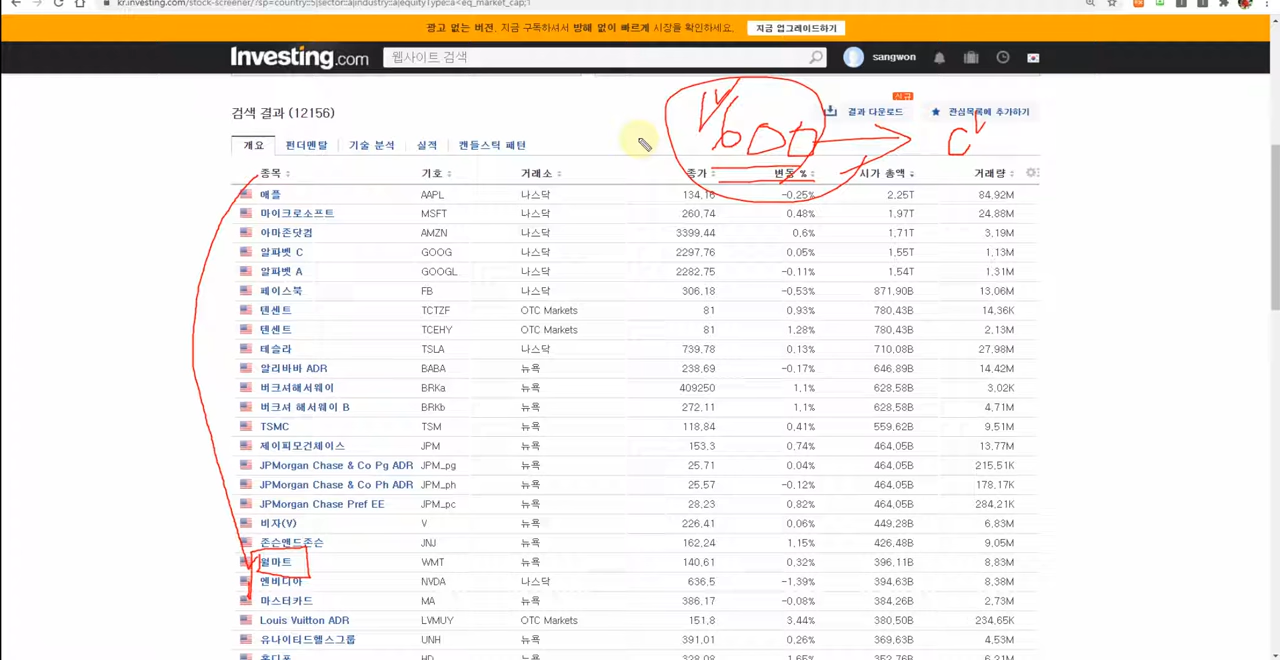 kr.investing.com/stock-screener/?sp=country::5|sector::a|industry::a|equityType::a<eq_market_cap;1
광고 없는 버전. 지금 구독하셔서 방해 없이 빠르게 시장을 확인하세요. 지금 업그레이드하기
Investing.com 웹사이트 검색 sangwon
600
검색 결과 (12156) 사규 결과 다운로드 ★ 관심목록에 추가하기
개요 펀더멘탈 기술 분석 실적 캔들스틱 패턴
종목 기호 거래소 종가 변동 % 시가 총액 거래량
애플 AAPL 나스닥 134,16 -0,25% 2,25T 84,92M
마이크로소프트 MSFT 나스닥 260,74 0,48% 1,97T 24,88M
아마존닷컴 AMZN 나스닥 3399,44 0,6% 1,71T 3,19M
알파벳 C GOOG 나스닥 2297,76 0,05% 1,55T 1,13M
알파벳 A GOOGL 나스닥 2282,75 -0,11% 1,54T 1,31M
페이스북 FB 나스닥 306,18 -0,53% 871,90B 13,06M
텐센트 TCTZF OTC Markets 81 0,93% 780,43B 14,36K
텐센트 TCEHY OTC Markets 81 1,28% 780,43B 2,13M
테슬라 TSLA 나스닥 739,78 0,13% 710,08B 27,98M
알리바바 ADR BABA 뉴욕 238,69 -0,17% 646,89B 14,42M
버크셔해서웨이 BRKa 뉴욕 409250 1,1% 628,58B 3,02K
버크셔 해서웨이 B BRKb 뉴욕 272,11 1,1% 628,58B 4,71M
TSMC TSM 뉴욕 118,84 0,41% 559,62B 9,51M
제이피모건체이스 JPM 뉴욕 153,3 0,74% 464,05B 13,77M
JPMorgan Chase & Co Pg ADR JPM_pg 뉴욕 25,71 0,04% 464,05B 215,51K
JPMorgan Chase & Co Ph ADR JPM_ph 뉴욕 25,57 -0,12% 464,05B 178,17K
JPMorgan Chase Pref EE JPM_pc 뉴욕 28,23 0,82% 464,05B 284,21K
비자(V) V 뉴욕 226,41 0,06% 449,28B 6,83M
존슨앤드존슨 JNJ 뉴욕 162,24 1,15% 426,48B 9,05M
월마트 WMT 뉴욕 140,61 0,32% 396,11B 8,83M
엔비디아 NVDA 나스닥 636,5 -1,39% 394,63B 8,38M
마스터카드 MA 뉴욕 386,17 -0,08% 384,26B 2,73M
Louis Vuitton ADR LVMUY OTC Markets 151,8 3,44% 380,50B 234,65K
유나이티드헬스그룹 UNH 뉴욕 391,01 0,26% 369,63B 4,53M
홈디포 HD 뉴욕 328,08 1,65% 352,76B